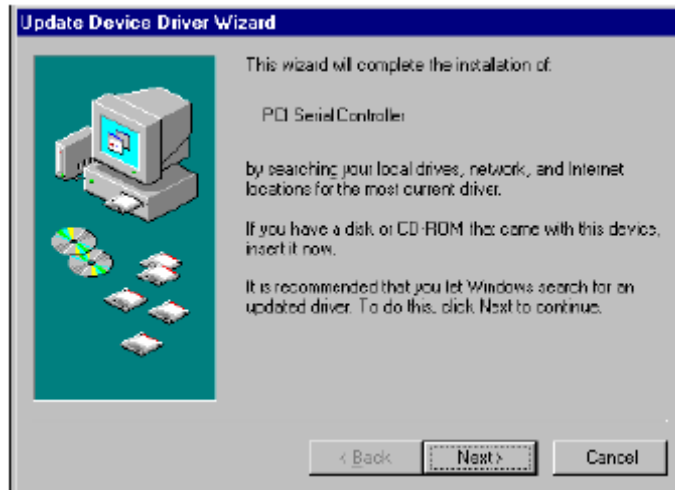 Update Device Driver Wizard
This wizard will complete the installation of:
PCI Serial Controller
by searching your local drives, network, and Internet
locations for the most current driver.
If you have a disk or CD-ROM that came with this device,
insert it now.
It is recommended that you let Windows search for an
updated driver. To do this, click Next to continue.
< Back
Next >
Cancel